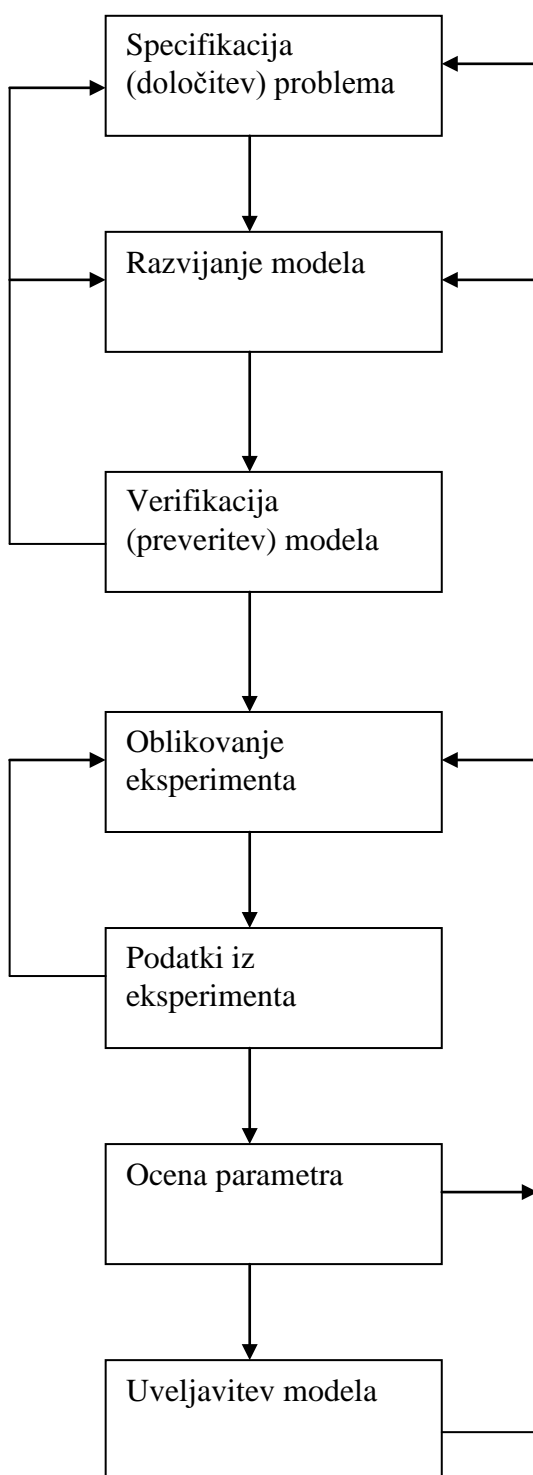 Specifikacija
(določitev) problema
Razvijanje modela
Verifikacija
(preveritev) modela
Oblikovanje
eksperimenta
Podatki iz
eksperimenta
Ocena parametra
Uveljavitev modela